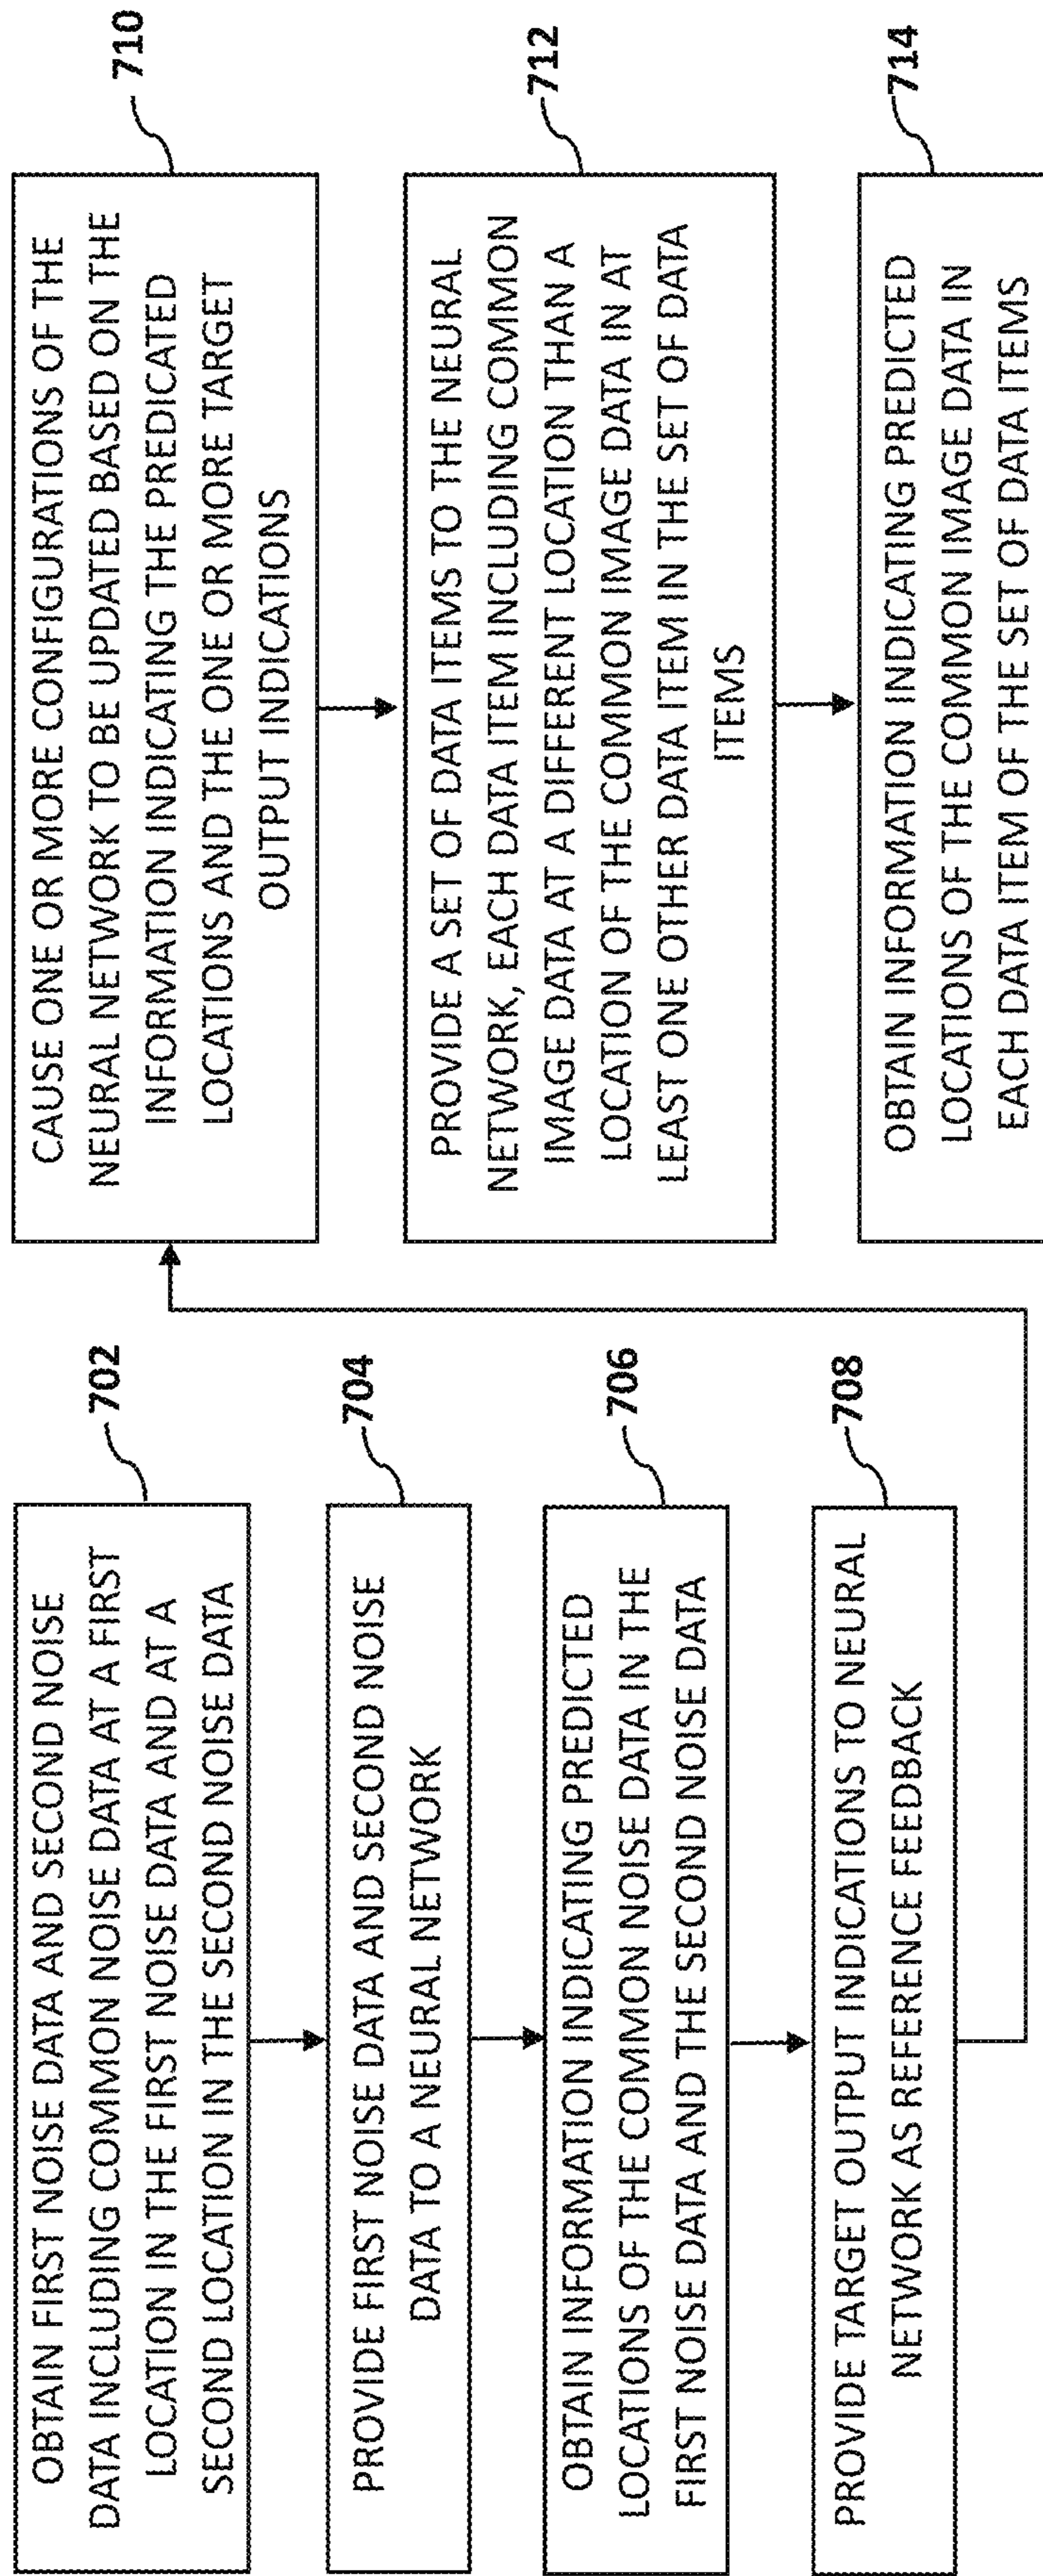 OBTAIN FIRST NOISE DATA AND SECOND NOISE
DATA INCLUDING COMMON NOISE DATA AT A FIRST
LOCATION IN THE FIRST NOISE DATA AND AT A
SECOND LOCATION IN THE SECOND NOISE DATA
702
PROVIDE FIRST NOISE DATA AND SECOND NOISE
DATA TO A NEURAL NETWORK
704
OBTAIN INFORMATION INDICATING PREDICTED
LOCATIONS OF THE COMMON NOISE DATA IN THE
FIRST NOISE DATA AND THE SECOND NOISE DATA
706
PROVIDE TARGET OUTPUT INDICATIONS TO NEURAL
NETWORK AS REFERENCE FEEDBACK
708
CAUSE ONE OR MORE CONFIGURATIONS OF THE
NEURAL NETWORK TO BE UPDATED BASED ON THE
INFORMATION INDICATING THE PREDICATED
LOCATIONS AND THE ONE OR MORE TARGET
OUTPUT INDICATIONS
710
PROVIDE A SET OF DATA ITEMS TO THE NEURAL
NETWORK, EACH DATA ITEM INCLUDING COMMON
IMAGE DATA AT A DIFFERENT LOCATION THAN A
LOCATION OF THE COMMON IMAGE DATA IN AT
LEAST ONE OTHER DATA ITEM IN THE SET OF DATA
ITEMS
712
OBTAIN INFORMATION INDICATING PREDICTED
LOCATIONS OF THE COMMON IMAGE DATA IN
EACH DATA ITEM OF THE SET OF DATA ITEMS
714